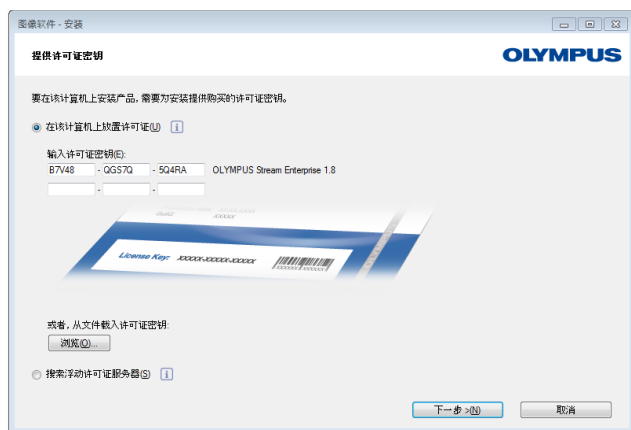 图像软件 - 安装
提供许可证密钥
OLYMPUS
要在该计算机上安装产品，需要为安装提供购买的许可证密钥。
在该计算机上放置许可证(U)
输入许可证密钥(E):
B7V48 - QGS7Q - 5Q4RA OLYMPUS Stream Enterprise 1.8
- -
XXXXX
License Key: XXXXX-XXXXX-XXXXX
XXXXX XXXXX
或者，从文件载入许可证密钥:
浏览(O)...
搜索浮动许可证服务器(S)
下一步 >(N) 取消